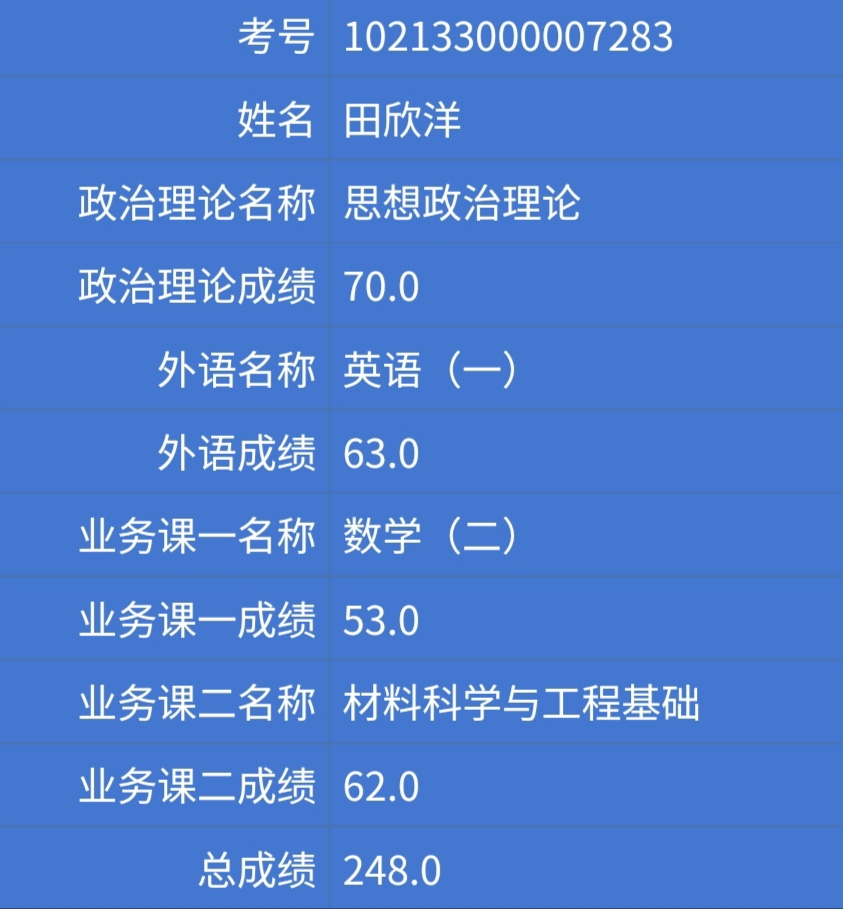 考号 102133000007283
姓名 田欣洋
政治理论名称 思想政治理论
政治理论成绩 70.0
外语名称 英语（一）
外语成绩 63.0
业务课一名称 数学（二）
业务课一成绩 53.0
业务课二名称 材料科学与工程基础
业务课二成绩 62.0
总成绩 248.0